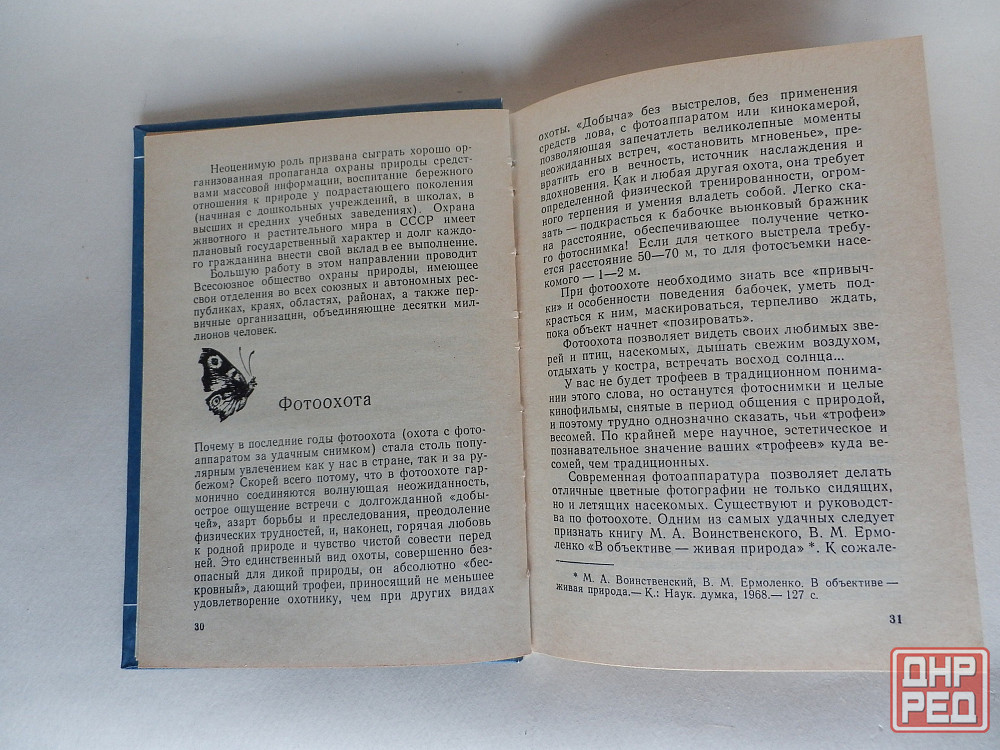 Неоценимую роль призвана сыграть хорошо ор-
ганизованная пропаганда охраны природы средст-
вами массовой информации, воспитание бережного
отношения к природе у подрастающего поколения
(начиная с дошкольных учреждений, в школах, в
высших и средних учебных заведениях). Охрана
животного и растительного мира в СССР имеет
плановый государственный характер и долг каждо-
го гражданина внести свой вклад в ее выполнение.
Большую работу в этом направлении проводит
Всесоюзное общество охраны природы, имеющее
свои отделения во всех союзных и автономных рес-
публиках, краях, областях, районах, а также пер-
вичные организации, объединяющие десятки мил-
лионов человек.
Фотоохота
Почему в последние годы фотоохота (охота с фото-
аппаратом за удачным снимком) стала столь попу-
лярным увлечением как у нас в стране, так и за ру-
бежом? Скорей всего потому, что в фотоохоте гар-
монично соединяются волнующая неожиданность,
острое ощущение встречи с долгожданной «добы-
чей», азарт борьбы и преследования, преодоление
физических трудностей, и, наконец, горячая любовь
к родной природе и чувство чистой совести перед
ней. Это единственный вид охоты, совершенно без-
опасный для дикой природы, он абсолютно «бес-
кровный», дающий трофеи, приносящий не меньшее
удовлетворение охотнику, чем при других видах
30
охоты. «Добыча» без выстрелов, без применения
средств лова, с фотоаппаратом или кинокамерой,
позволяющая запечатлеть великолепные моменты
неожиданных встреч, «остановить мгновенье», пре-
вратить его в вечность, источник наслаждения и
вдохновения. Как и любая другая охота, она требует
определенной физической тренированности, огром-
ного терпения и умения владеть собой. Легко ска-
зать — подкрасться к бабочке вьюнковый бражник
на расстояние, обеспечивающее получение четко-
го фотоснимка! Если для четкого выстрела требу-
ется расстояние 50—70 м, то для фотосъемки насе-
комого — 1—2 м.
При фотоохоте необходимо знать все «привыч-
ки» и особенности поведения бабочек, уметь под-
красться к ним, маскироваться, терпеливо ждать,
пока объект начнет «позировать».
Фотоохота позволяет видеть своих любимых зве-
рей и птиц, насекомых, дышать свежим воздухом,
отдыхать у костра, встречать восход солнца...
У вас не будет трофеев в традиционном понима-
нии этого слова, но останутся фотоснимки и целые
кинофильмы, снятые в период общения с природой,
и поэтому трудно однозначно сказать, чьи «трофеи»
весомей. По крайней мере научное, эстетическое и
познавательное значение ваших «трофеев» куда ве-
сомей, чем традиционных.
Современная фотоаппаратура позволяет делать
отличные цветные фотографии не только сидящих,
но и летящих насекомых. Существуют и руководст-
ва по фотоохоте. Одним из самых удачных следует
признать книгу М. А. Воинственского, В. М. Ермо-
ленко «В объективе — живая природа» *. К сожале-
* М. А. Воинственский, В. М. Ермоленко. В объективе —
живая природа.— К.: Наук. думка, 1968.— 127 с.
31
ДНР
РЕД